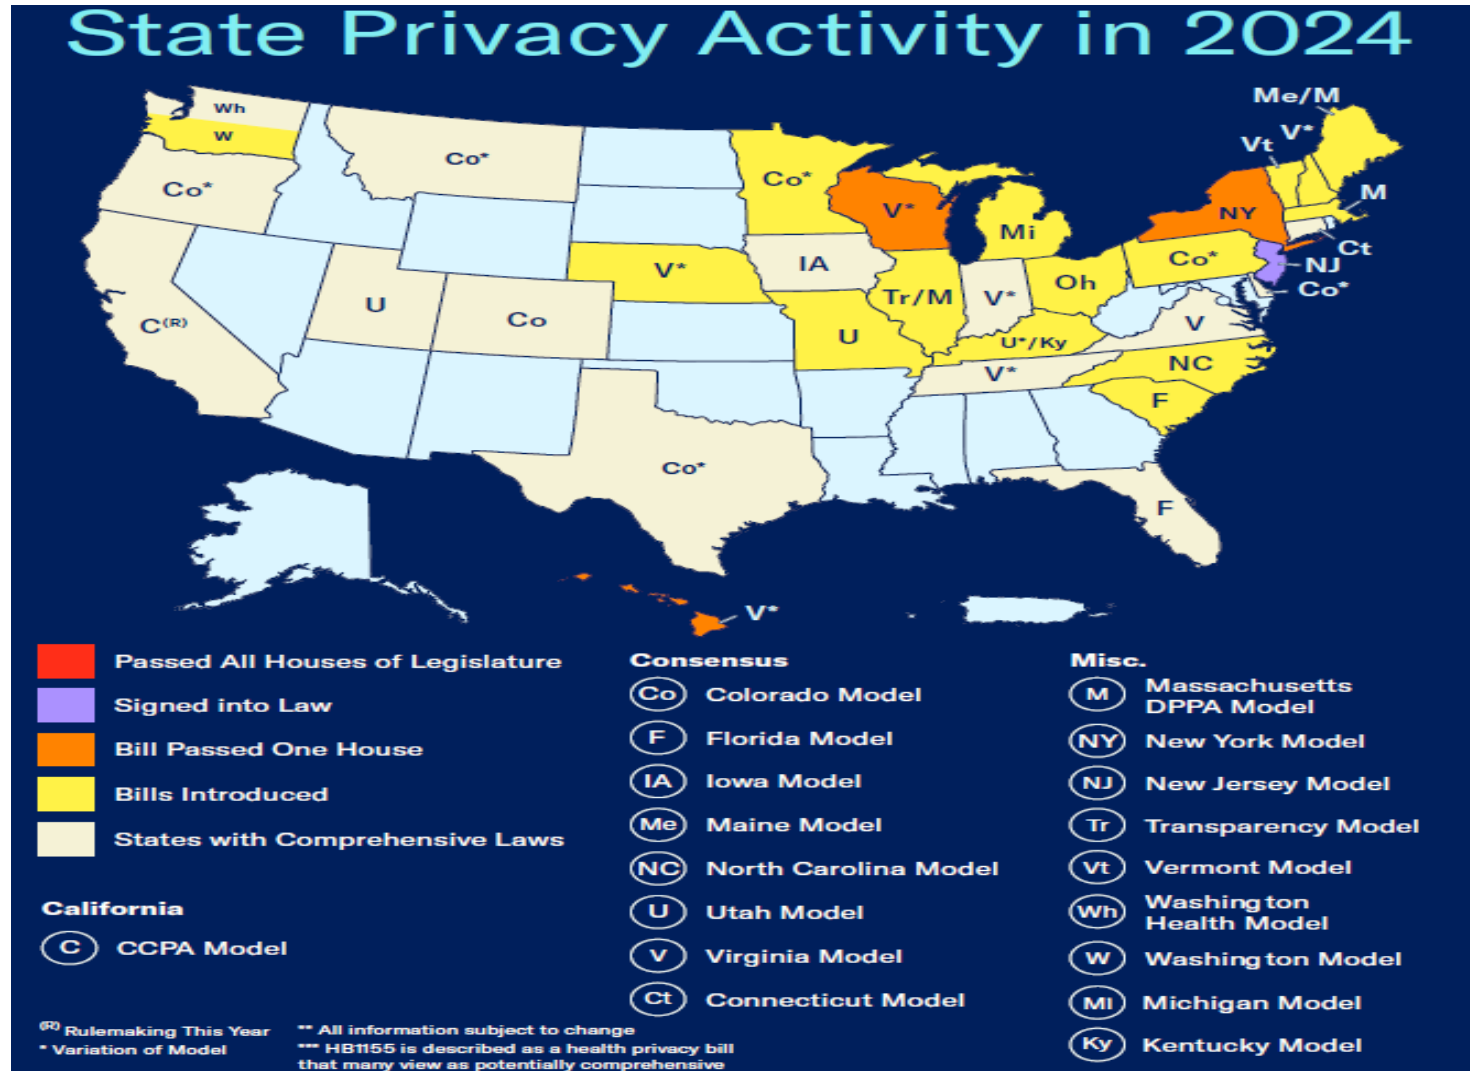 State Privacy Activity in 2024
Me/M
Wh
V*
W
Vt
Co*
Co*
Co*
M
V*
NY
Mi
Ct
IA
Co*
NJ
V*
Oh
Co*
Tr/M
V*
U
Co
C(R)
V
U
U*/Ky
NC
V*
F
Co*
F
V*
Passed All Houses of Legislature
Signed into Law
Bill Passed One House
Bills Introduced
States with Comprehensive Laws
California
C CCPA Model
(R) Rulemaking This Year
* Variation of Model
** All information subject to change
*** HB1155 is described as a health privacy bill
that many view as potentially comprehensive
Consensus
Co Colorado Model
F Florida Model
IA Iowa Model
Me Maine Model
NC North Carolina Model
U Utah Model
V Virginia Model
Ct Connecticut Model
Misc.
M Massachusetts
DPPA Model
NY New York Model
NJ New Jersey Model
Tr Transparency Model
Vt Vermont Model
Wh Washington
Health Model
W Washington Model
MI Michigan Model
Ky Kentucky Model